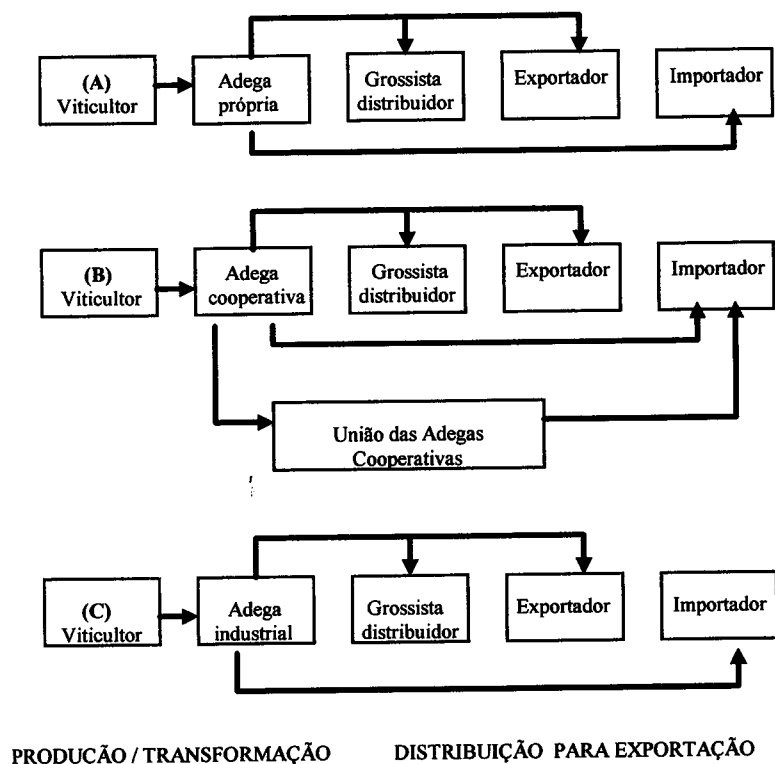 (A)
Viticultor
Adega
própria
Grossista
distribuidor
Exportador
Importador
(B)
Viticultor
Adega
cooperativa
Grossista
distribuidor
Exportador
Importador
União das Adegas
Cooperativas
(C)
Viticultor
Adega
industrial
Grossista
distribuidor
Exportador
Importador
PRODUÇÃO / TRANSFORMAÇÃO DISTRIBUIÇÃO PARA EXPORTAÇÃO